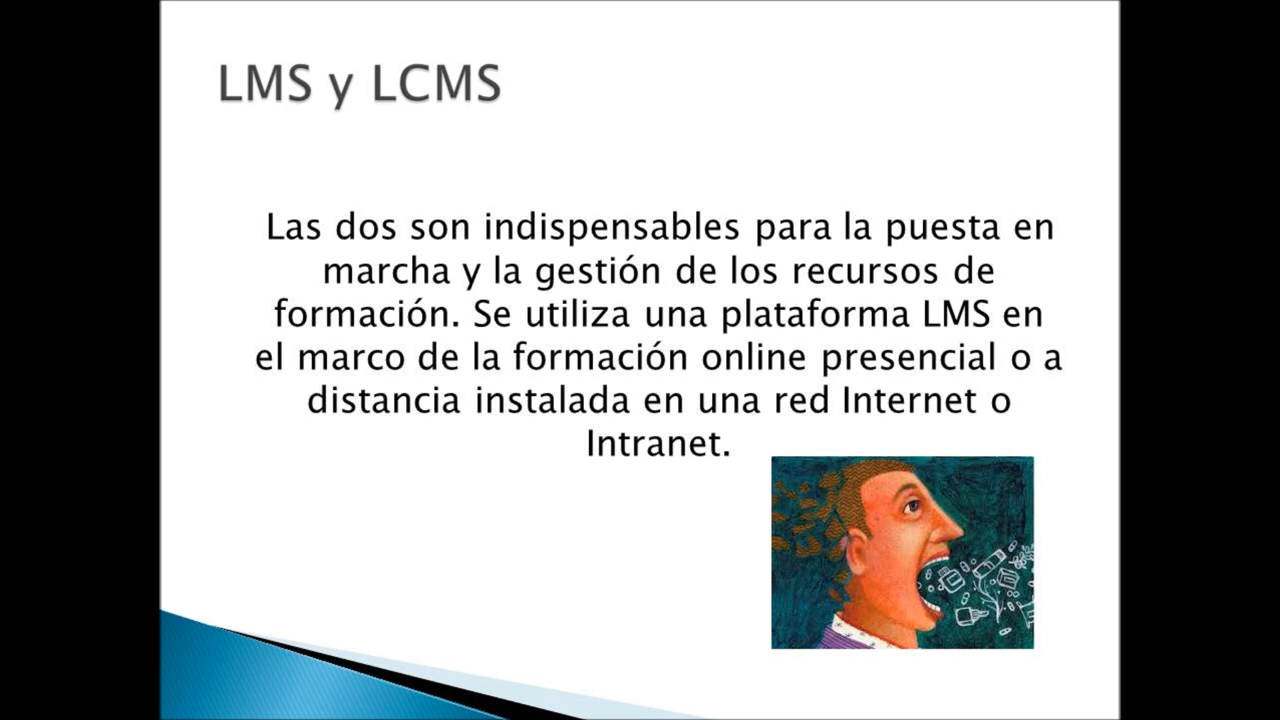 LMS y LCMS
Las dos son indispensables para la puesta en
marcha y la gestión de los recursos de
formación. Se utiliza una plataforma LMS en
el marco de la formación online presencial o a
distancia instalada en una red Internet o
Intranet.